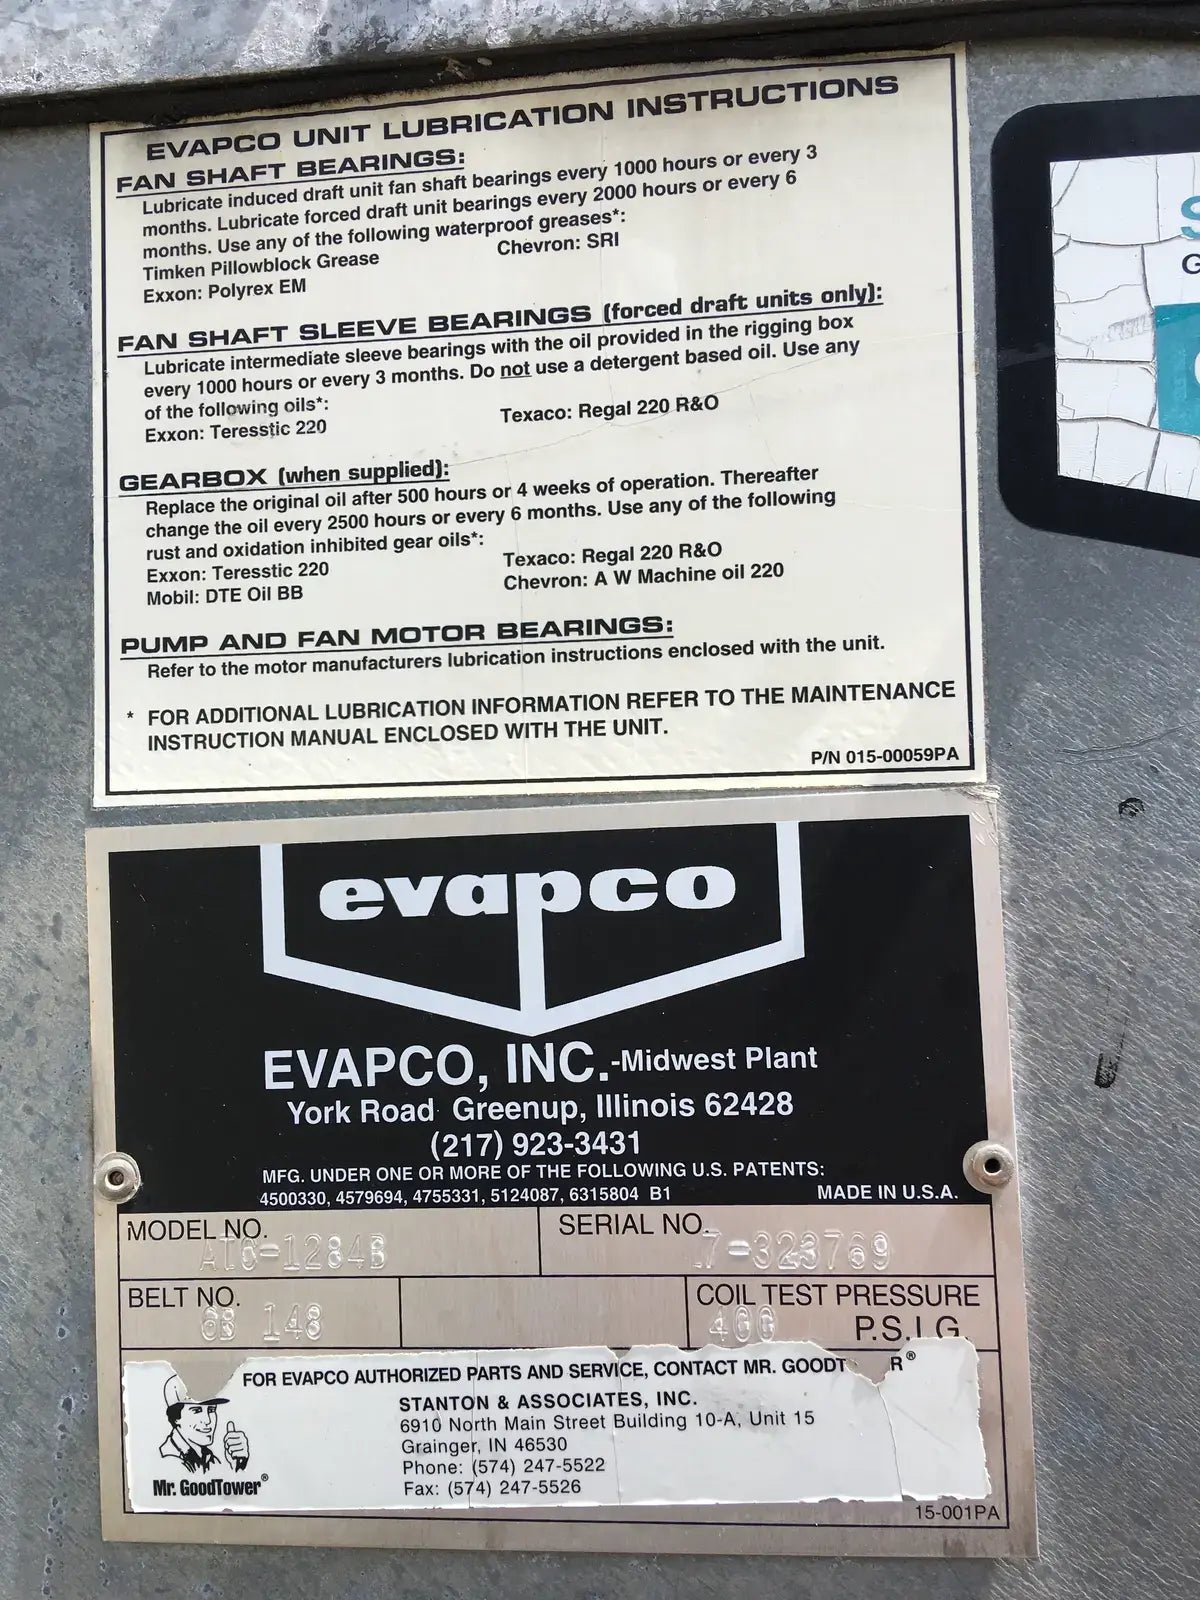 EVAPCO UNIT LUBRICATION INSTRUCTIONS
FAN SHAFT BEARINGS:
Lubricate induced draft unit fan shaft bearings every 1000 hours or every 3
months. Lubricate forced draft unit bearings every 2000 hours or every 6
months. Use any of the following waterproof greases*:
Timken Pillowblock Grease Chevron: SRI
Exxon: Polyrex EM
FAN SHAFT SLEEVE BEARINGS (forced draft units only):
Lubricate intermediate sleeve bearings with the oil provided in the rigging box
every 1000 hours or every 3 months. Do not use a detergent based oil. Use any
of the following oils*:
Exxon: Teresstic 220 Texaco: Regal 220 R&O
GEARBOX (when supplied):
Replace the original oil after 500 hours or 4 weeks of operation. Thereafter
change the oil every 2500 hours or every 6 months. Use any of the following
rust and oxidation inhibited gear oils*:
Exxon: Teresstic 220 Texaco: Regal 220 R&O
Mobil: DTE Oil BB Chevron: A W Machine oil 220
PUMP AND FAN MOTOR BEARINGS:
Refer to the motor manufacturers lubrication instructions enclosed with the unit.
* FOR ADDITIONAL LUBRICATION INFORMATION REFER TO THE MAINTENANCE
INSTRUCTION MANUAL ENCLOSED WITH THE UNIT.
P/N 015-00059PA
evapco
EVAPCO, INC.-Midwest Plant
York Road Greenup, Illinois 62428
(217) 923-3431
MFG. UNDER ONE OR MORE OF THE FOLLOWING U.S. PATENTS:
4500330, 4579694, 4755331, 5124087, 6315804 B1 MADE IN U.S.A.
MODEL NO. SERIAL NO.
ATC-1284B 7-323769
BELT NO. COIL TEST PRESSURE
6B 148 400 P.S.I.G.
FOR EVAPCO AUTHORIZED PARTS AND SERVICE, CONTACT MR. GOODT R®
STANTON & ASSOCIATES, INC.
6910 North Main Street Building 10-A, Unit 15
Grainger, IN 46530
Phone: (574) 247-5522
Fax: (574) 247-5526
Mr. GoodTower®
15-001PA